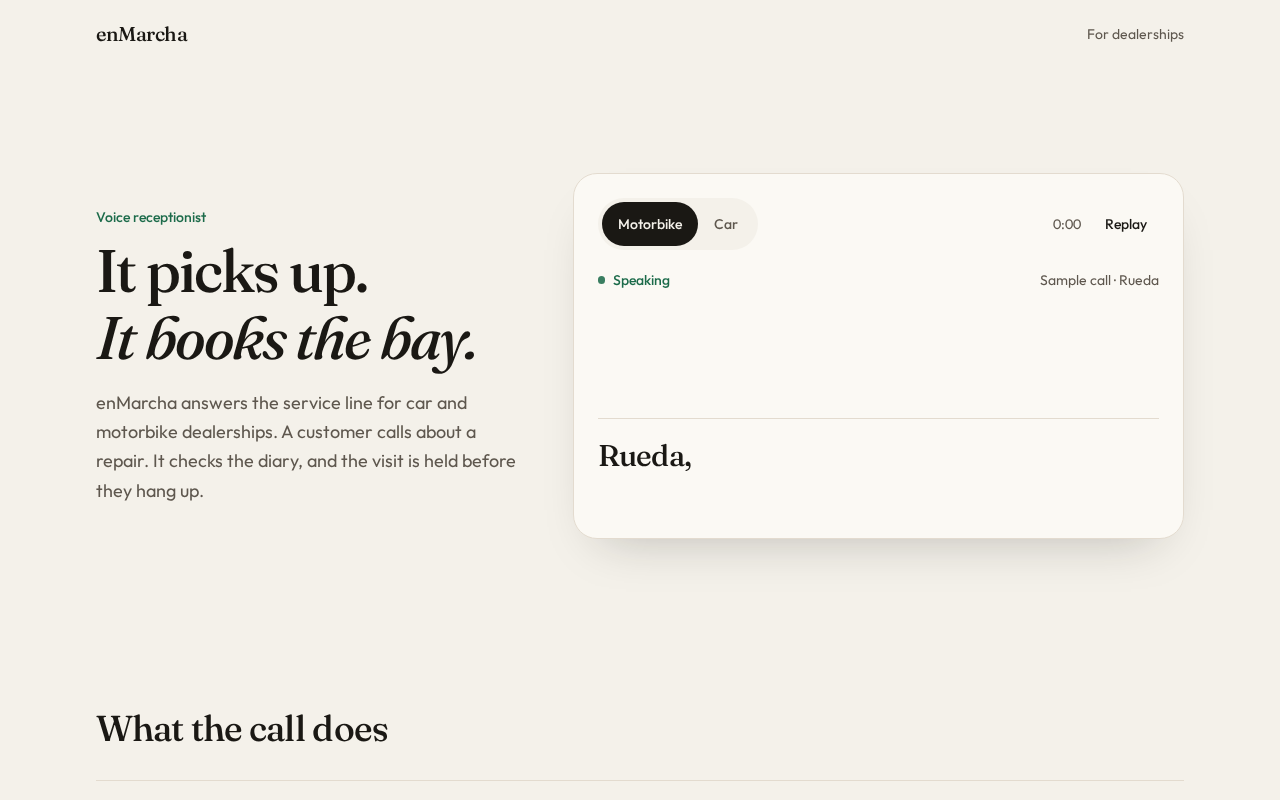 enMarcha
For dealerships
Voice receptionist
It picks up.
It books the bay.
enMarcha answers the service line for car and
motorbike dealerships. A customer calls about a
repair. It checks the diary, and the visit is held before
they hang up.
Motorbike
Car
0:00
Replay
Speaking
Sample call · Rueda
Rueda,
What the call does